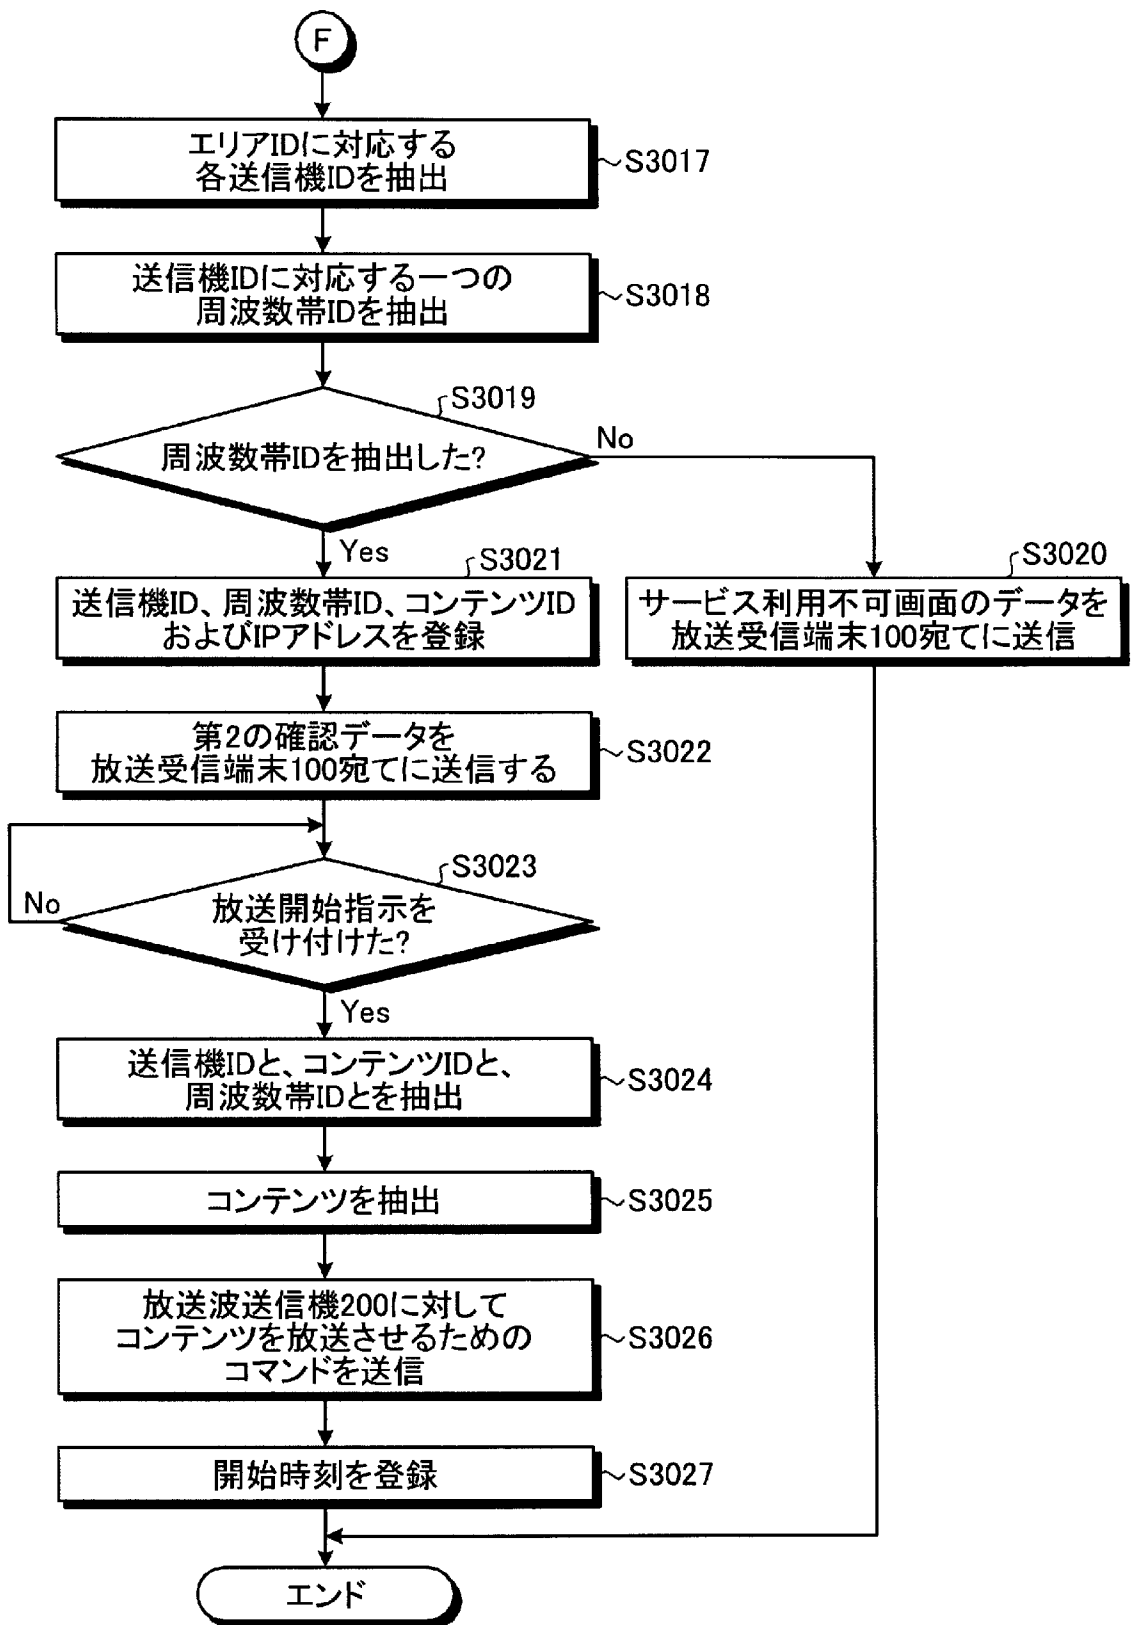 F
エリアIDに対応する
各送信機IDを抽出
S3017
送信機IDに対応する一つの
周波数帯IDを抽出
S3018
S3019
周波数帯IDを抽出した?
No
Yes
S3021
送信機ID、周波数帯ID、コンテンツID
およびIPアドレスを登録
S3020
サービス利用不可画面のデータを
放送受信端末100宛てに送信
第2の確認データを
放送受信端末100宛てに送信する
S3022
S3023
放送開始指示を
受け付けた?
No
Yes
送信機IDと、コンテンツIDと、
周波数帯IDとを抽出
S3024
コンテンツを抽出
S3025
放送波送信機200に対して
コンテンツを放送させるための
コマンドを送信
S3026
開始時刻を登録
S3027
エンド